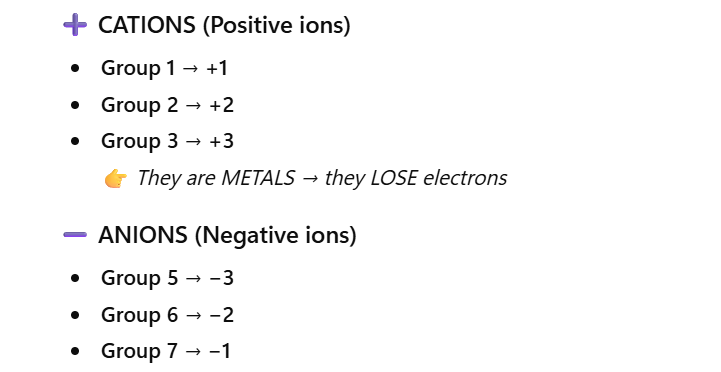 ➕ CATIONS (Positive ions)
• Group 1 → +1
• Group 2 → +2
• Group 3 → +3
👉 They are METALS → they LOSE electrons
➖ ANIONS (Negative ions)
• Group 5 → −3
• Group 6 → −2
• Group 7 → −1